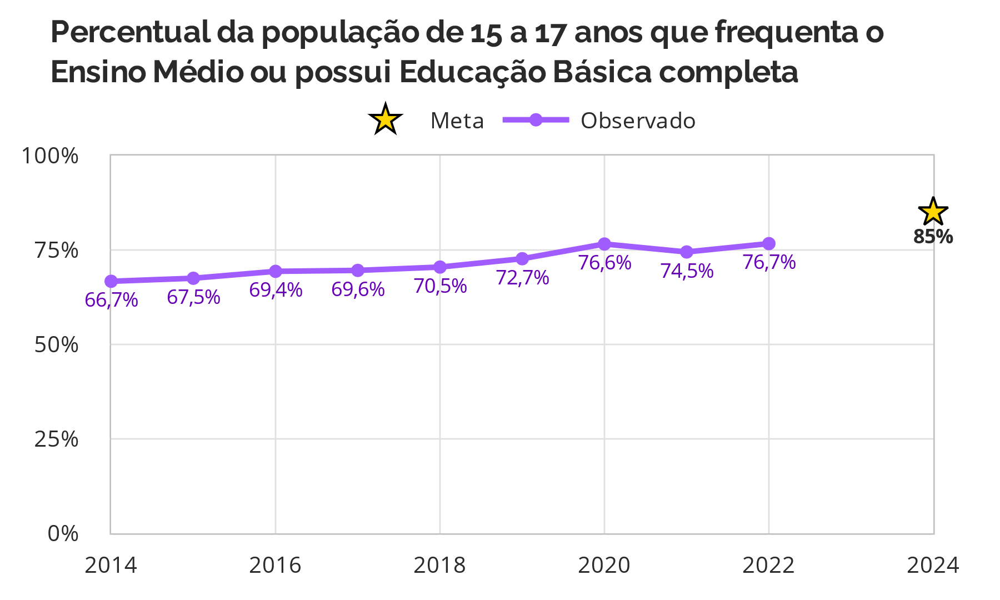 Percentual da população de 15 a 17 anos que frequenta o
Ensino Médio ou possui Educação Básica completa
Meta Observado
100%
75%
50%
25%
0%
66,7% 67,5% 69,4% 69,6% 70,5% 72,7% 76,6% 74,5% 76,7% 85%
2014 2016 2018 2020 2022 2024